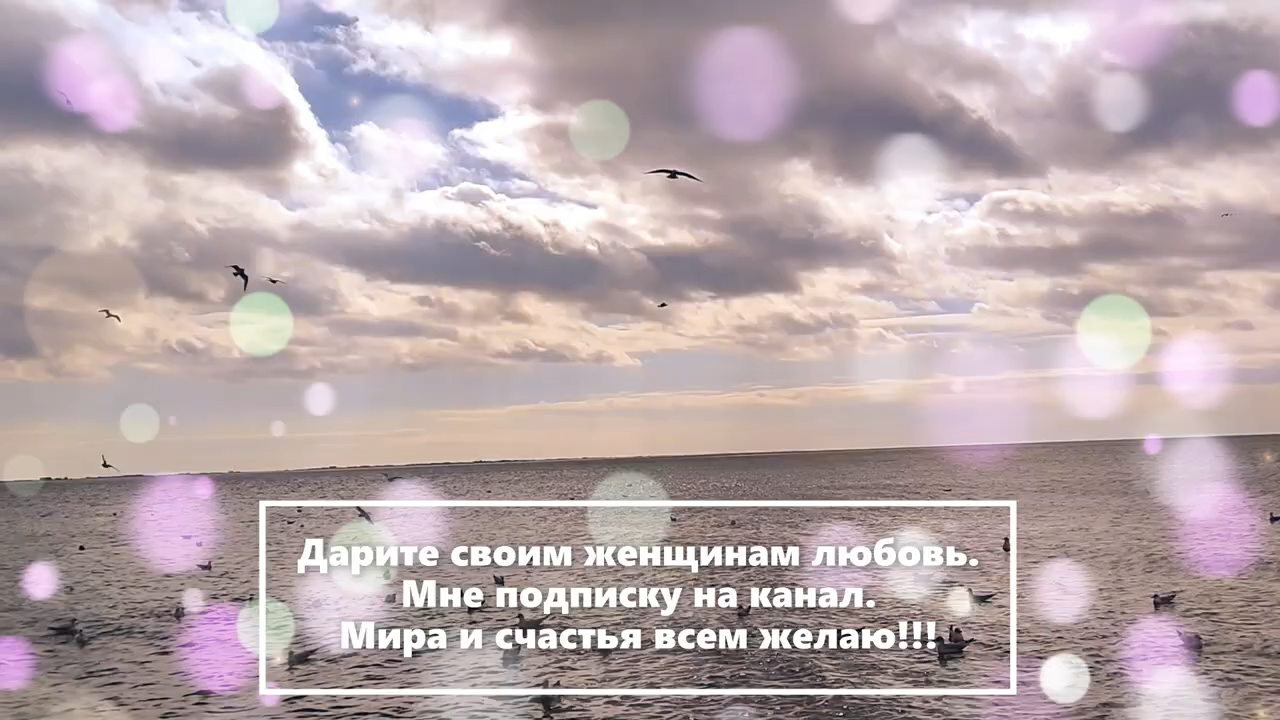 Дарите своим женщинам любовь.
Мне подписку на канал.
Мира и счастья всем желаю!!!